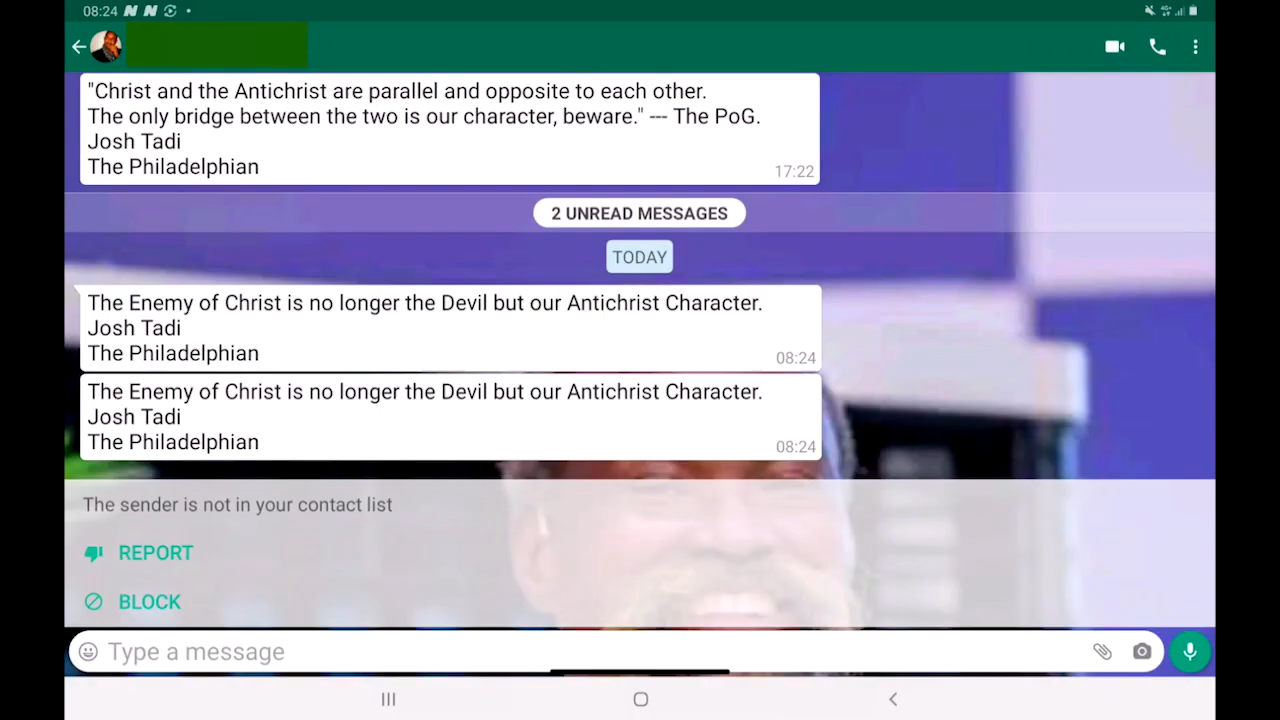 08:24
"Christ and the Antichrist are parallel and opposite to each other.
The only bridge between the two is our character, beware." --- The PoG.
Josh Tadi
The Philadelphian
17:22
2 UNREAD MESSAGES
TODAY
The Enemy of Christ is no longer the Devil but our Antichrist Character.
Josh Tadi
The Philadelphian
08:24
The Enemy of Christ is no longer the Devil but our Antichrist Character.
Josh Tadi
The Philadelphian
08:24
The sender is not in your contact list
REPORT
BLOCK
Type a message